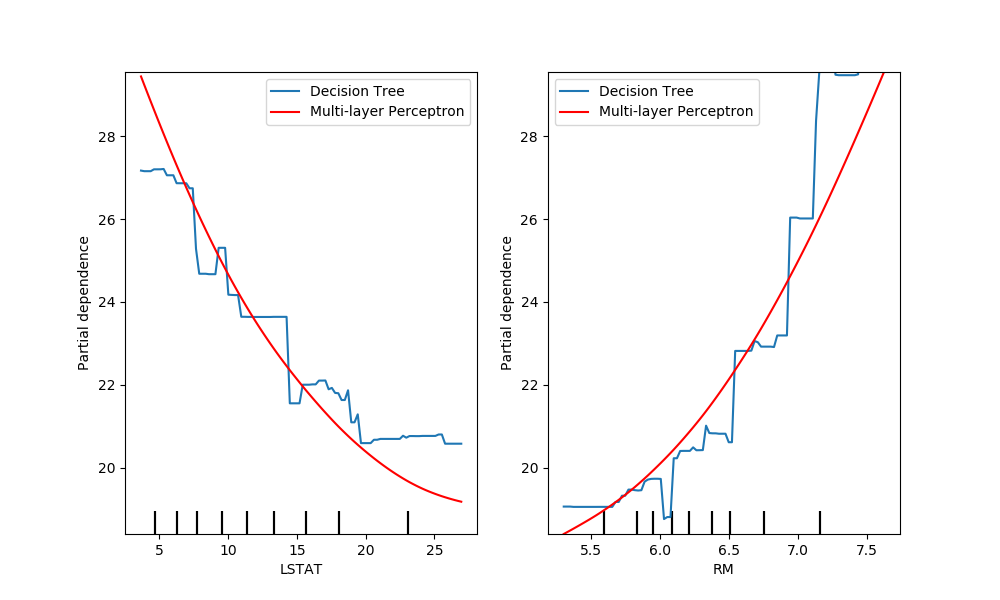 Decision Tree
Multi-layer Perceptron
28
26
24
22
20
Partial dependence
5 10 15 20 25
LSTAT
Decision Tree
Multi-layer Perceptron
28
26
24
22
20
Partial dependence
5.5 6.0 6.5 7.0 7.5
RM